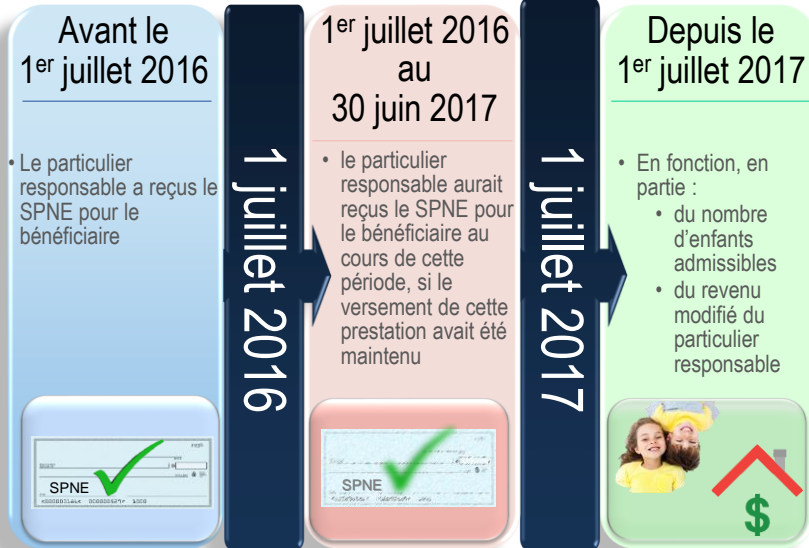 Avant le
1er juillet 2016
• Le particulier
responsable a reçus le
SPNE pour le
bénéficiaire
SPNE
1 juillet 2016
1er juillet 2016
au
30 juin 2017
• le particulier
responsable aurait
reçus le SPNE pour
le bénéficiaire au
cours de cette
période, si le
versement de cette
prestation avait été
maintenu
SPNE
1 juillet 2017
Depuis le
1er juillet 2017
• En fonction, en
partie :
• du nombre
d'enfants
admissibles
• du revenu
modifié du
particulier
responsable
$